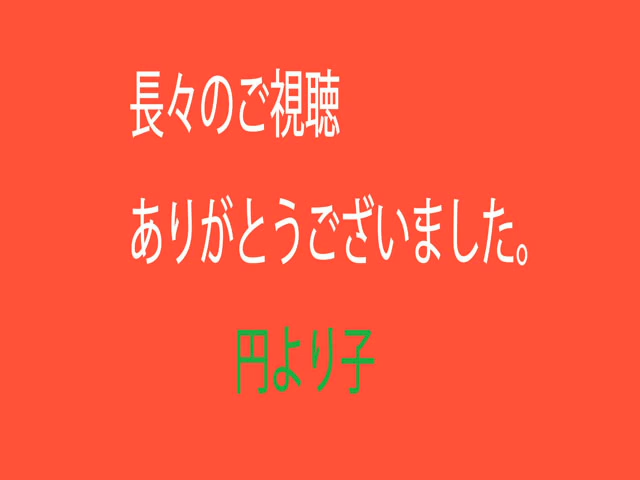 長々のご視聴
ありがとうございました。
円より子